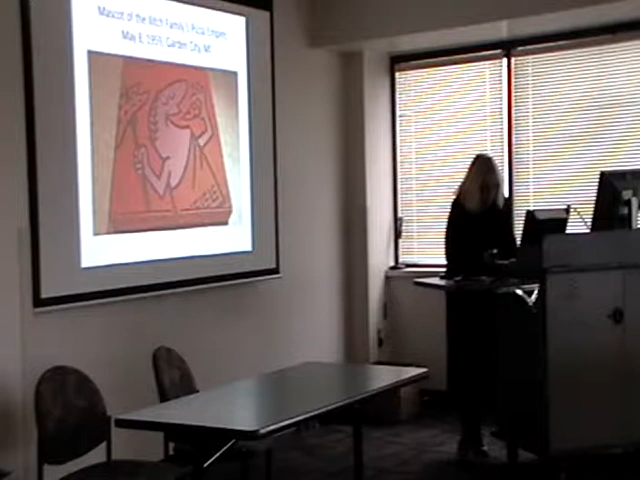 Mascot of the Ilitch Family's Pizza Empire
May 8, 1959, Garden City, MI